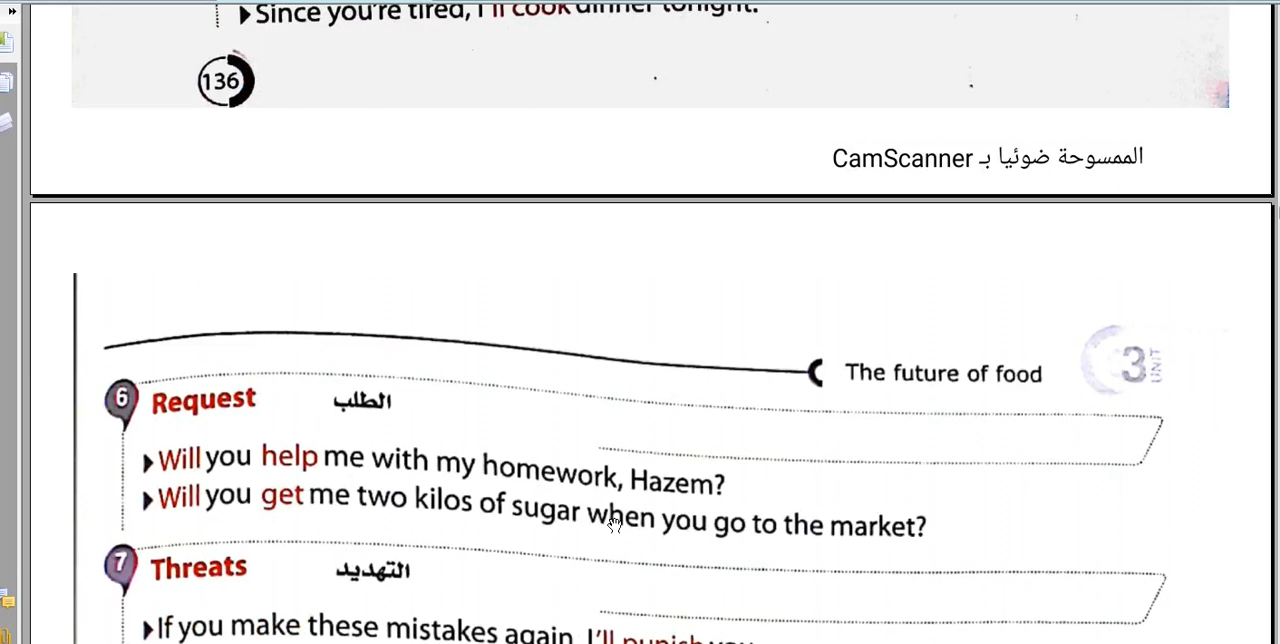 Since you're tired, I'll cook dinner tonight.
136
الممسوحة ضوئيا بـ CamScanner
The future of food
3 UNIT
6 Request الطلب
Will you help me with my homework, Hazem?
Will you get me two kilos of sugar when you go to the market?
7 Threats التهديد
If you make these mistakes again, I'll punish you